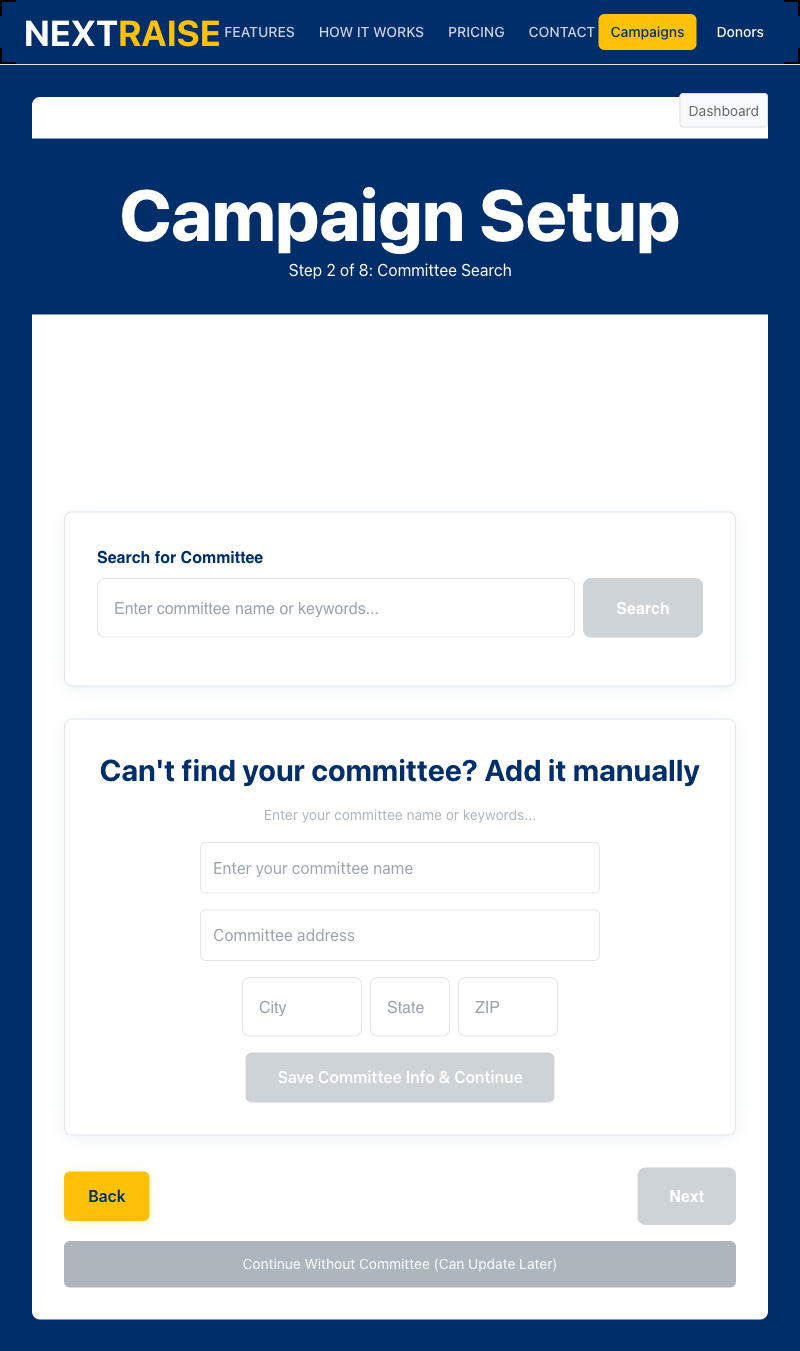 NEXTRAISE FEATURES HOW IT WORKS PRICING CONTACT Campaigns Donors
Dashboard
Campaign Setup
Step 2 of 8: Committee Search
Search for Committee
Enter committee name or keywords... Search
Can't find your committee? Add it manually
Enter your committee name or keywords...
Enter your committee name
Committee address
City State ZIP
Save Committee Info & Continue
Back Next
Continue Without Committee (Can Update Later)